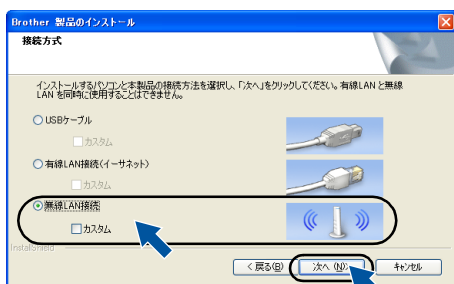 Brother 製品のインストール
接続方式
インストールするパソコンと本製品の接続方法を選択し、「次へ」をクリックしてください。有線LAN と無線
LAN を同時に使用することはできません。
USBケーブル
カスタム
有線LAN接続(イーサネット)
カスタム
無線LAN接続
カスタム
InstallShield
< 戻る(B)
次へ (N)
キャンセル